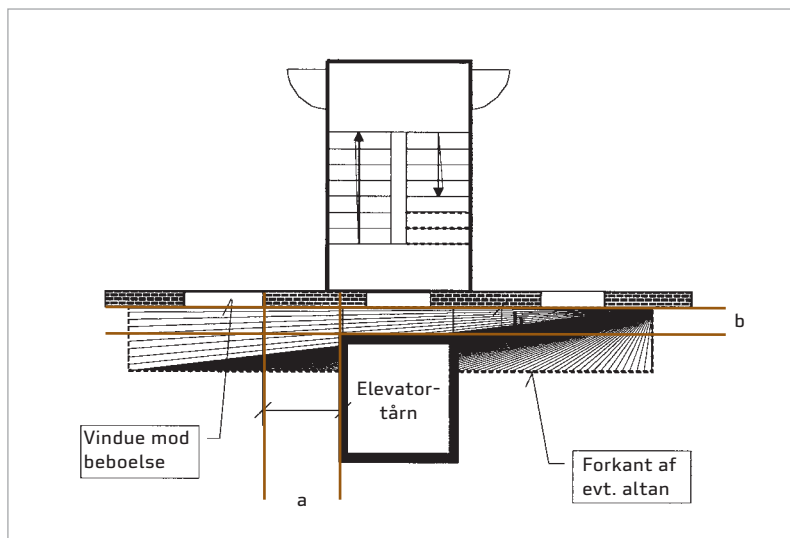 b
Elevator-
tårn
Vindue mod
beboelse
Forkant af
evt. altan
a